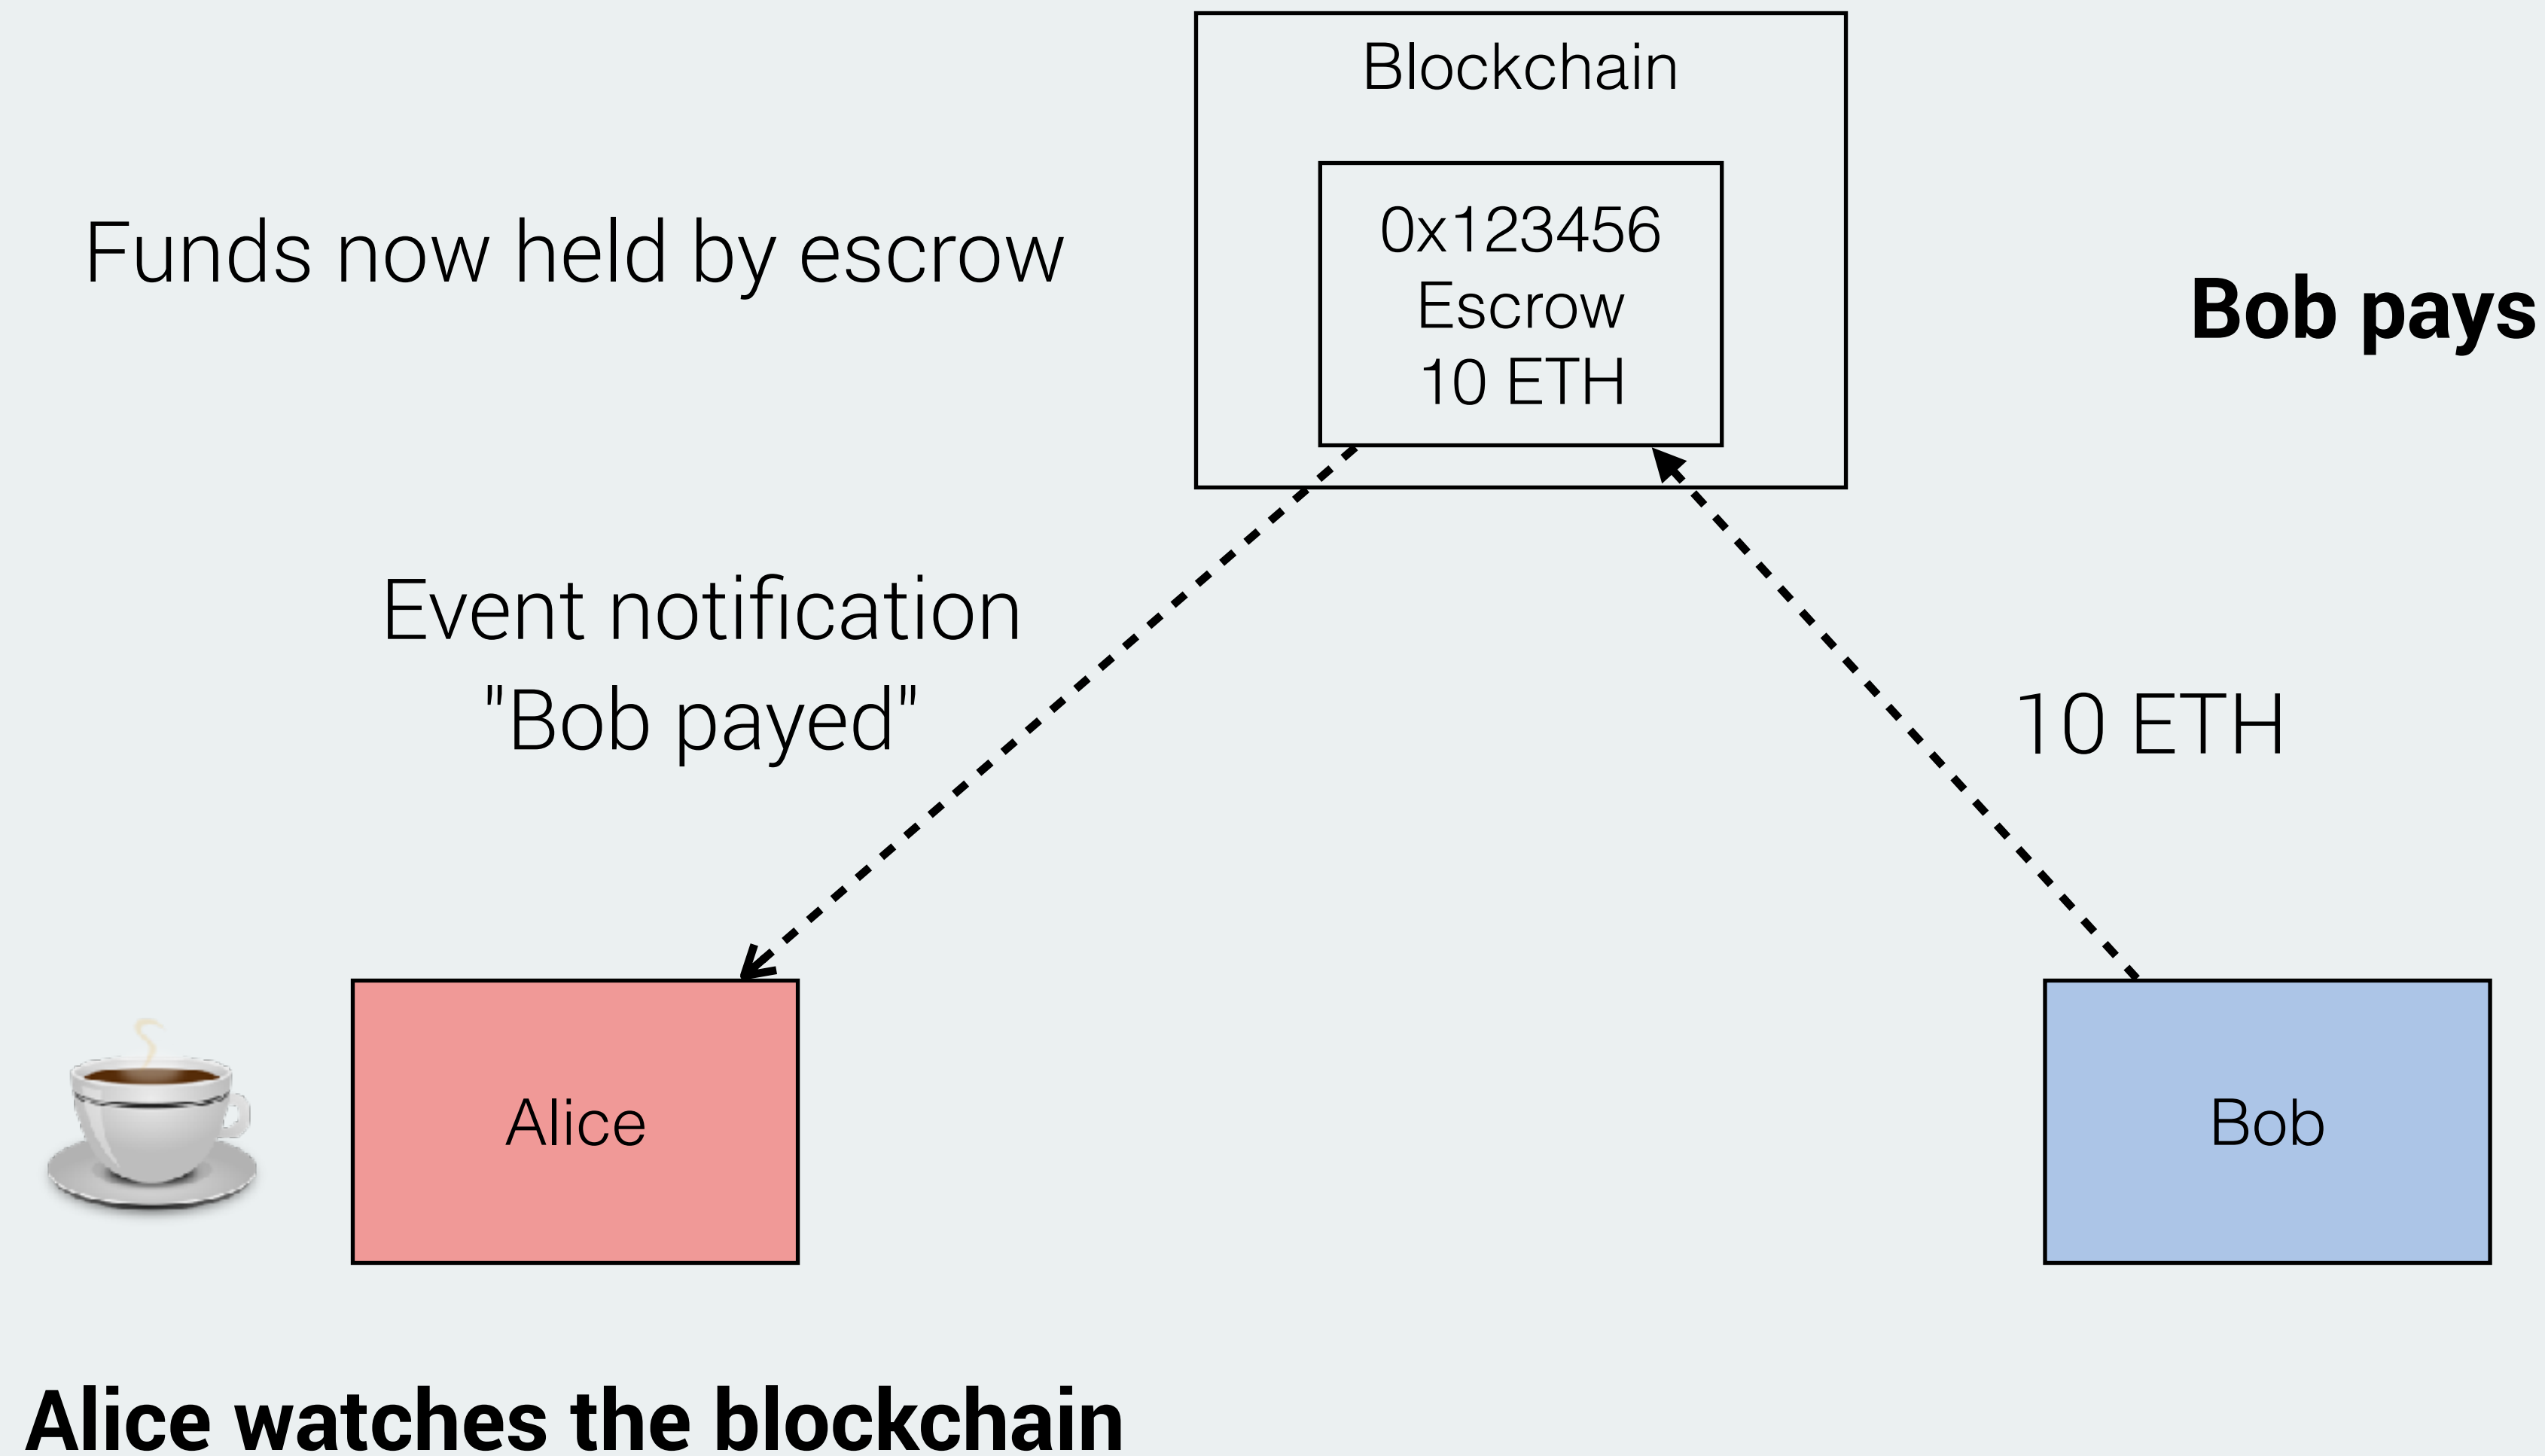 Blockchain
Funds now held by escrow
0x123456
Escrow
10 ETH
Bob pays
Event notification
"Bob payed"
10 ETH
Alice
Bob
Alice watches the blockchain